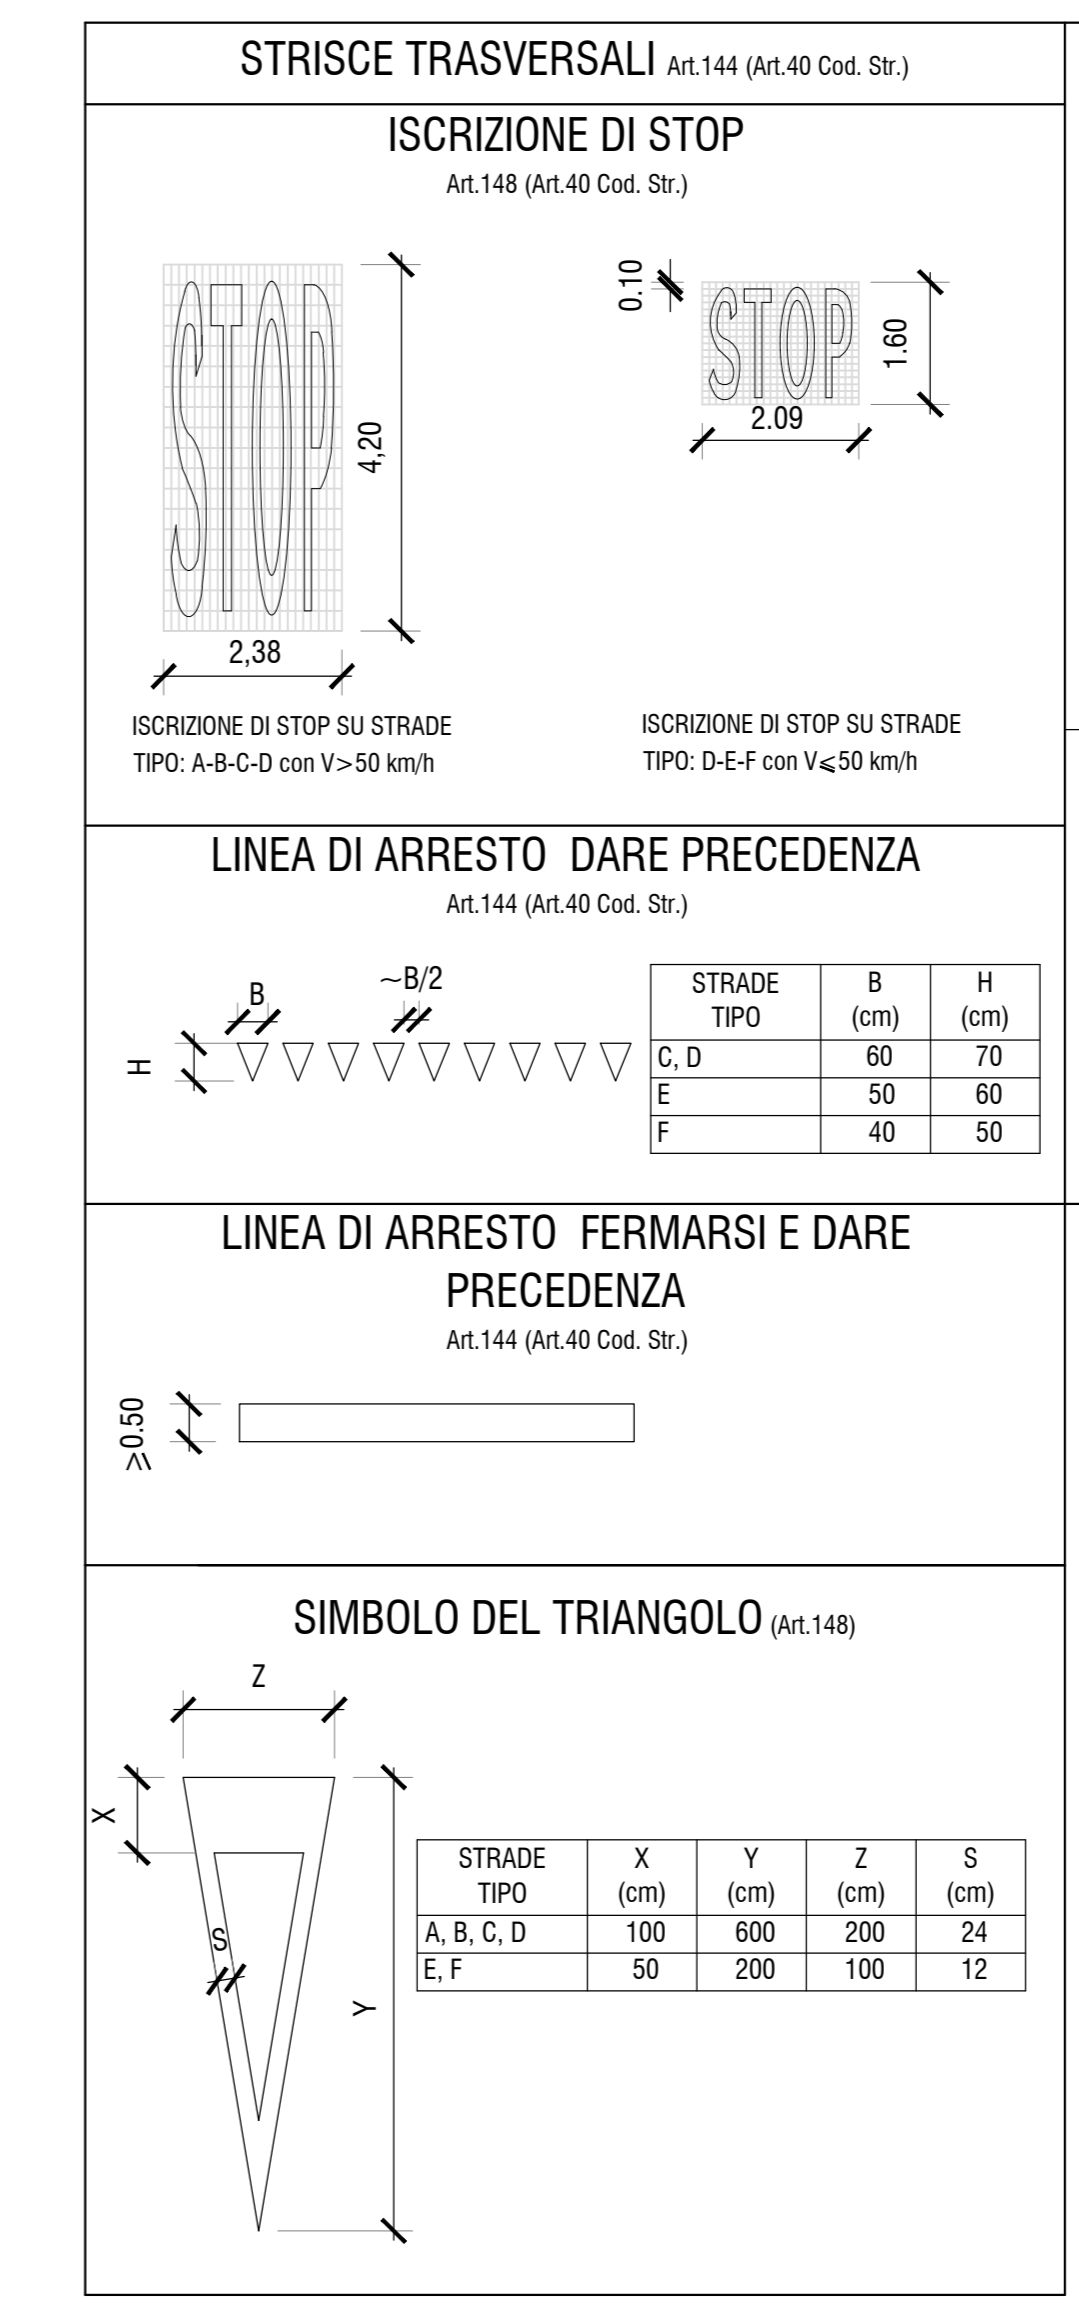 STRISCE TRASVERSALI Art.144 (Art.40 Cod. Str.)
ISCRIZIONE DI STOP
Art.148 (Art.40 Cod. Str.)
STOP
4,20
2,38
0.10
STOP
1.60
2.09
ISCRIZIONE DI STOP SU STRADE
TIPO: A-B-C-D con V>50 km/h
ISCRIZIONE DI STOP SU STRADE
TIPO: D-E-F con V⩽50 km/h
LINEA DI ARRESTO DARE PRECEDENZA
Art.144 (Art.40 Cod. Str.)
B
~B/2
H
STRADE TIPO B (cm) H (cm)
C, D 60 70
E 50 60
F 40 50
LINEA DI ARRESTO FERMARSI E DARE
PRECEDENZA
Art.144 (Art.40 Cod. Str.)
⩾0.50
SIMBOLO DEL TRIANGOLO (Art.148)
Z
X
S
Y
STRADE TIPO X (cm) Y (cm) Z (cm) S (cm)
A, B, C, D 100 600 200 24
E, F 50 200 100 12